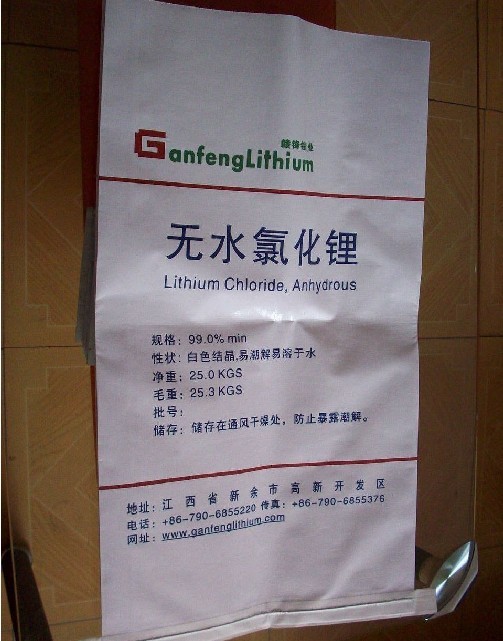 赣锋锂业
GanfengLithium
无水氯化锂
Lithium Chloride, Anhydrous
规格: 99.0% min
性状: 白色结晶,易潮解易溶于水
净重: 25.0 KGS
毛重: 25.3 KGS
批号:
储存: 储存在通风干燥处, 防止暴露潮解。
地址: 江西省新余市高新开发区
电话: +86-790-6855220 传真: +86-790-6855376
网址: www.ganfenglithium.com